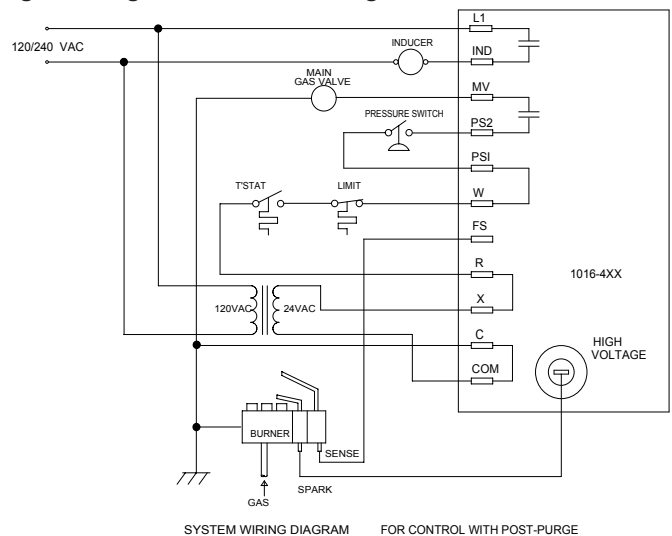 L1
120/240 VAC
INDUCER
IND
MAIN
GAS VALVE
MV
PRESSURE SWITCH
PS2
PSI
T'STAT
LIMIT
W
FS
R
1016-4XX
X
120VAC
24VAC
C
HIGH
VOLTAGE
COM
BURNER
SENSE
SPARK
GAS
SYSTEM WIRING DIAGRAM FOR CONTROL WITH POST-PURGE